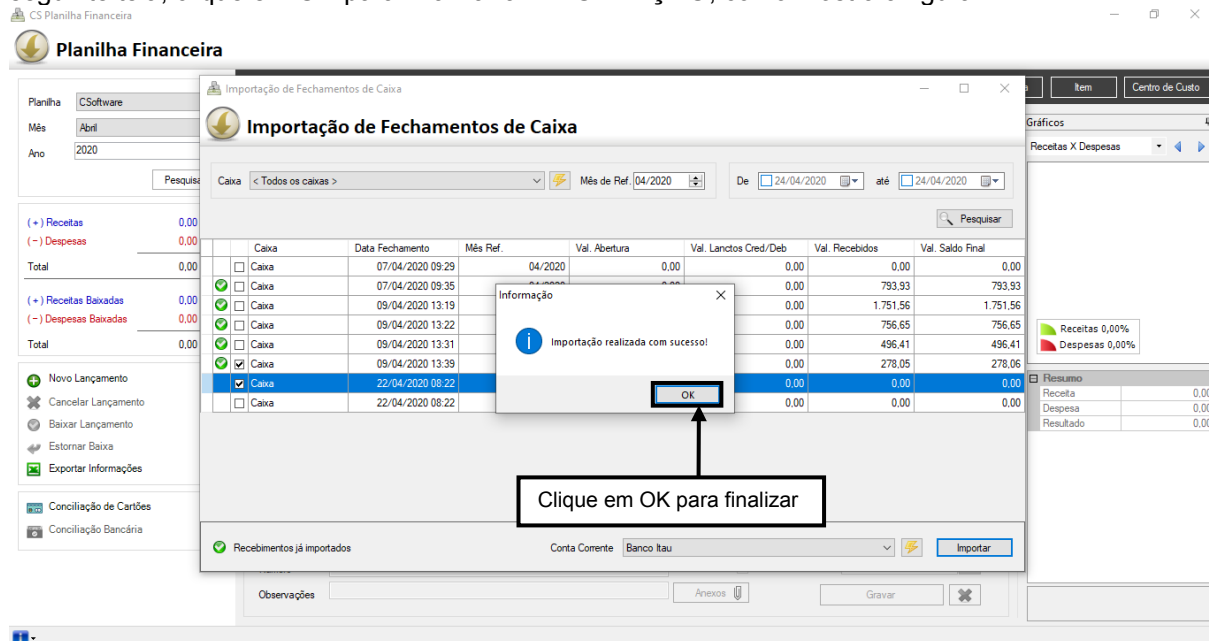 CS Planilha Financeira
Planilha Financeira
Planilha CSoftware
Mês Abril
Ano 2020
(+) Receitas 0,00
(-) Despesas 0,00
Total 0,00
(+) Receitas Baixadas 0,00
(-) Despesas Baixadas 0,00
Total 0,00
Novo Lançamento
Cancelar Lançamento
Baixar Lançamento
Estornar Baixa
Exportar Informações
Conciliação de Cartões
Conciliação Bancária
Importação de Fechamentos de Caixa
Importação de Fechamentos de Caixa
Caixa < Todos os caixas > Mês de Ref. 04/2020 De 24/04/2020 até 24/04/2020
Pesquisar
Caixa Data Fechamento Mês Ref. Val. Abertura Val. Lanctos Cred/Deb Val. Recebidos Val. Saldo Final
Caixa 07/04/2020 09:29 04/2020 0,00 0,00 0,00 0,00
Caixa 07/04/2020 09:35 0,00 793,93 793,93
Caixa 09/04/2020 13:19 0,00 1.751,56 1.751,56
Caixa 09/04/2020 13:22 0,00 756,65 756,65
Caixa 09/04/2020 13:31 0,00 496,41 496,41
Caixa 09/04/2020 13:39 0,00 278,05 278,06
Caixa 22/04/2020 08:22 0,00 0,00 0,00
Caixa 22/04/2020 08:22 0,00 0,00 0,00
Informação
Importação realizada com sucesso!
OK
Clique em OK para finalizar
Recebimentos já importados Conta Corrente Banco Itau Importar
Observações Anexos Gravar
Item Centro de Custo
Gráficos
Receitas X Despesas
Receitas 0,00%
Despesas 0,00%
Resumo
Receita 0,00
Despesa 0,00
Resultado 0,00